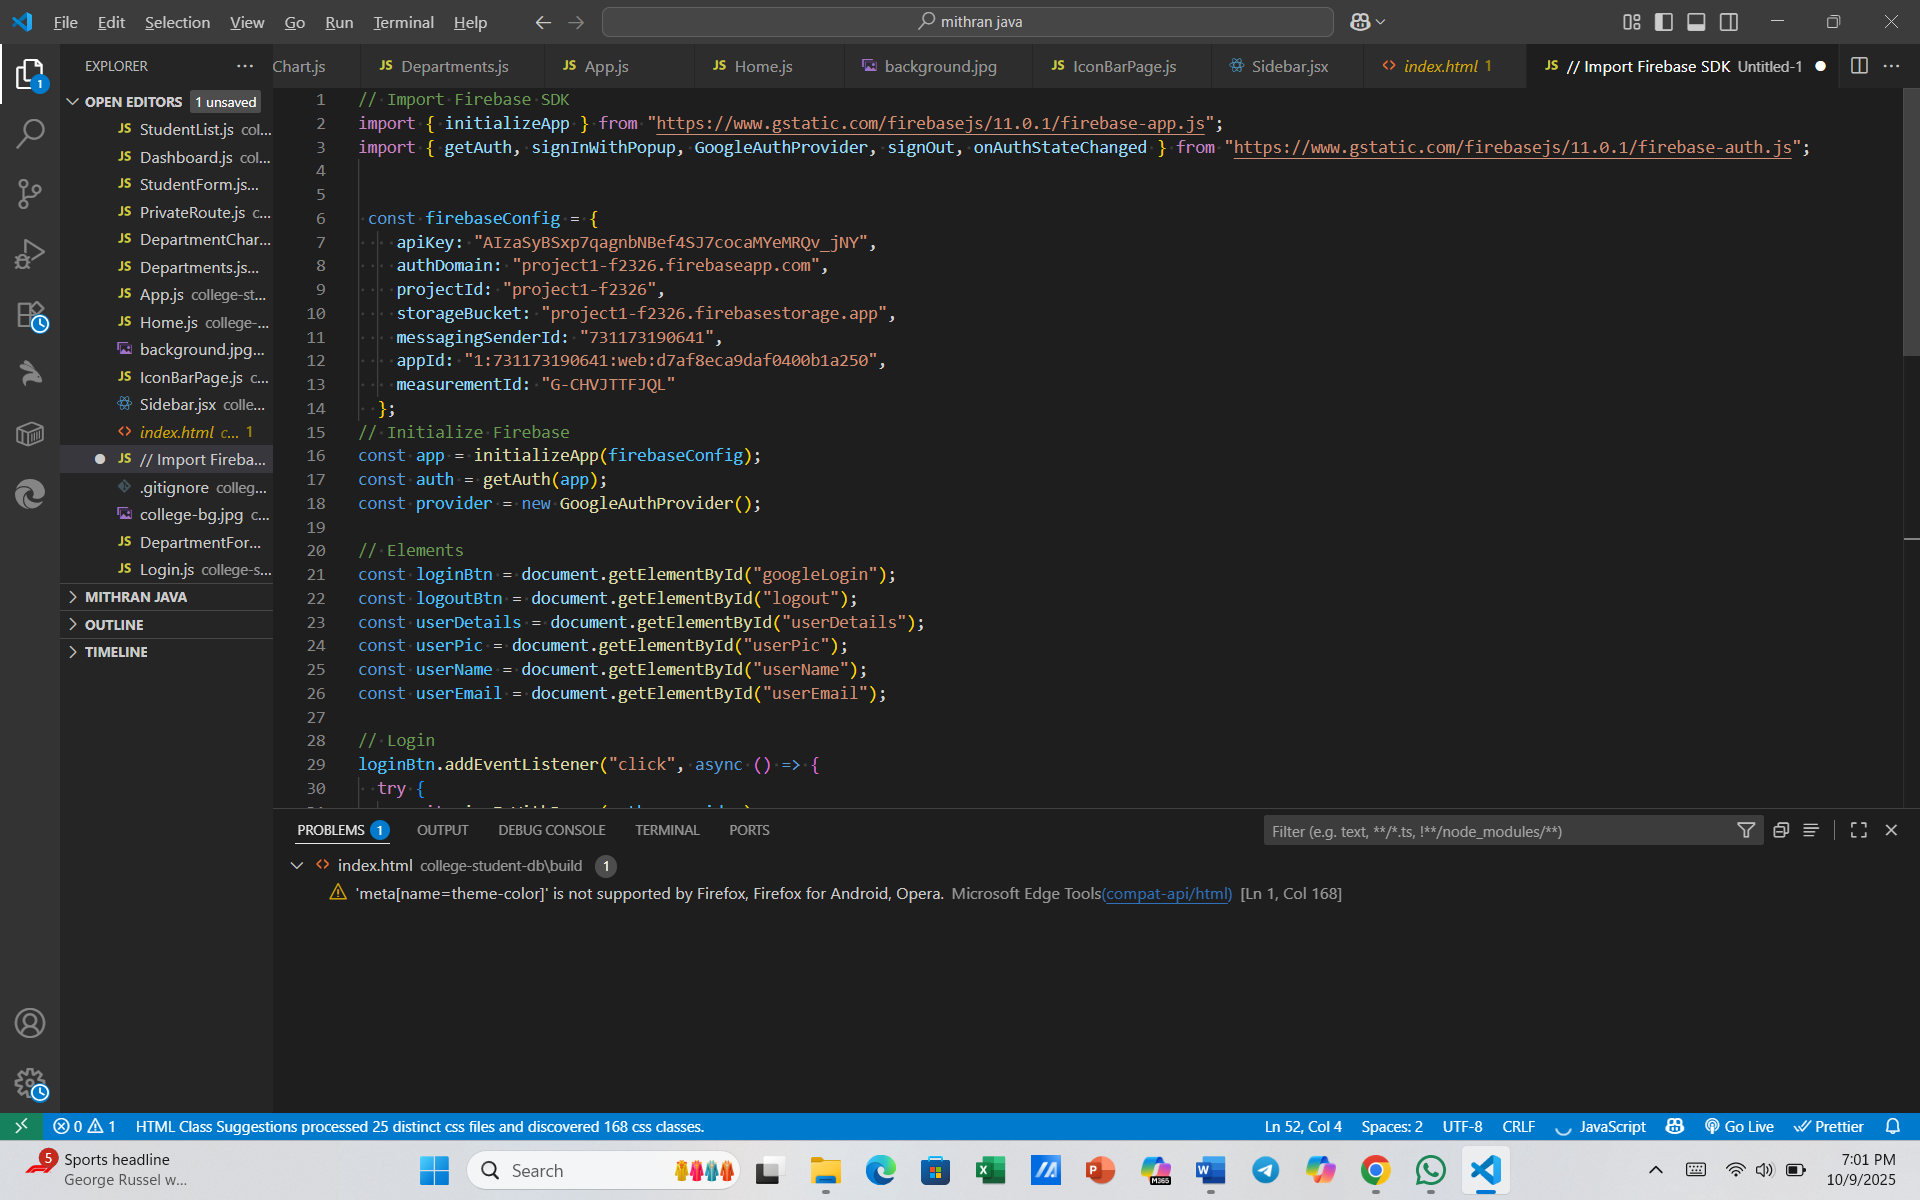 File Edit Selection View Go Run Terminal Help
mithran java
EXPLORER
Chart.js
JS Departments.js
JS App.js
JS Home.js
background.jpg
JS IconBarPage.js
Sidebar.jsx
<> index.html 1
JS // Import Firebase SDK Untitled-1
1
OPEN EDITORS 1 unsaved
JS StudentList.js col...
JS Dashboard.js col...
JS StudentForm.js...
JS PrivateRoute.js c...
JS DepartmentChar...
JS Departments.js...
JS App.js college-st...
JS Home.js college-...
background.jpg...
JS IconBarPage.js c...
Sidebar.jsx colle...
<> index.html c... 1
JS // Import Fireba...
.gitignore colleg...
college-bg.jpg c...
JS DepartmentFor...
JS Login.js college-s...
MITHRAN JAVA
OUTLINE
TIMELINE
1 // Import Firebase SDK
2 import { initializeApp } from "https://www.gstatic.com/firebasejs/11.0.1/firebase-app.js";
3 import { getAuth, signInWithPopup, GoogleAuthProvider, signOut, onAuthStateChanged } from "https://www.gstatic.com/firebasejs/11.0.1/firebase-auth.js";
4
5
6 const firebaseConfig = {
7 apiKey: "AIzaSyBSxp7qagnbNBef4SJ7cocaMYeMRQv_jNY",
8 authDomain: "project1-f2326.firebaseapp.com",
9 projectId: "project1-f2326",
10 storageBucket: "project1-f2326.firebasestorage.app",
11 messagingSenderId: "731173190641",
12 appId: "1:731173190641:web:d7af8eca9daf0400b1a250",
13 measurementId: "G-CHVJTTFJQL"
14 };
15 // Initialize Firebase
16 const app = initializeApp(firebaseConfig);
17 const auth = getAuth(app);
18 const provider = new GoogleAuthProvider();
19
20 // Elements
21 const loginBtn = document.getElementById("googleLogin");
22 const logoutBtn = document.getElementById("logout");
23 const userDetails = document.getElementById("userDetails");
24 const userPic = document.getElementById("userPic");
25 const userName = document.getElementById("userName");
26 const userEmail = document.getElementById("userEmail");
27
28 // Login
29 loginBtn.addEventListener("click", async () => {
30 try {
PROBLEMS 1 OUTPUT DEBUG CONSOLE TERMINAL PORTS
Filter (e.g. text, **/*.ts, !**/node_modules/**)
<> index.html college-student-db\build 1
'meta[name=theme-color]' is not supported by Firefox, Firefox for Android, Opera. Microsoft Edge Tools(compat-api/html) [Ln 1, Col 168]
0 1 HTML Class Suggestions processed 25 distinct css files and discovered 168 css classes.
Ln 52, Col 4 Spaces: 2 UTF-8 CRLF JavaScript Go Live Prettier
5
Sports headline
George Russel w...
Search
M365
7:01 PM
10/9/2025